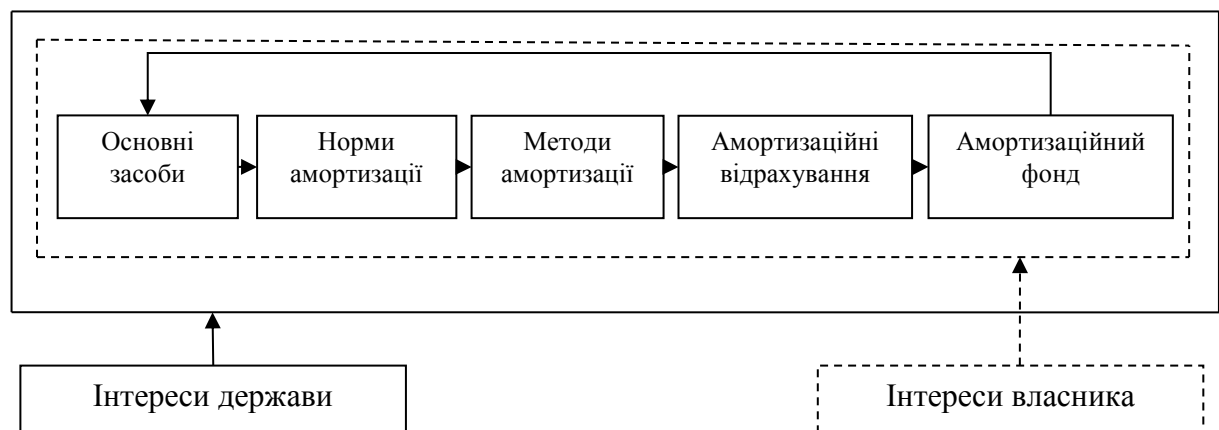 Основні
засоби
Норми
амортизації
Методи
амортизації
Амортизаційні
відрахування
Амортизаційний
фонд
Інтереси держави
Інтереси власника